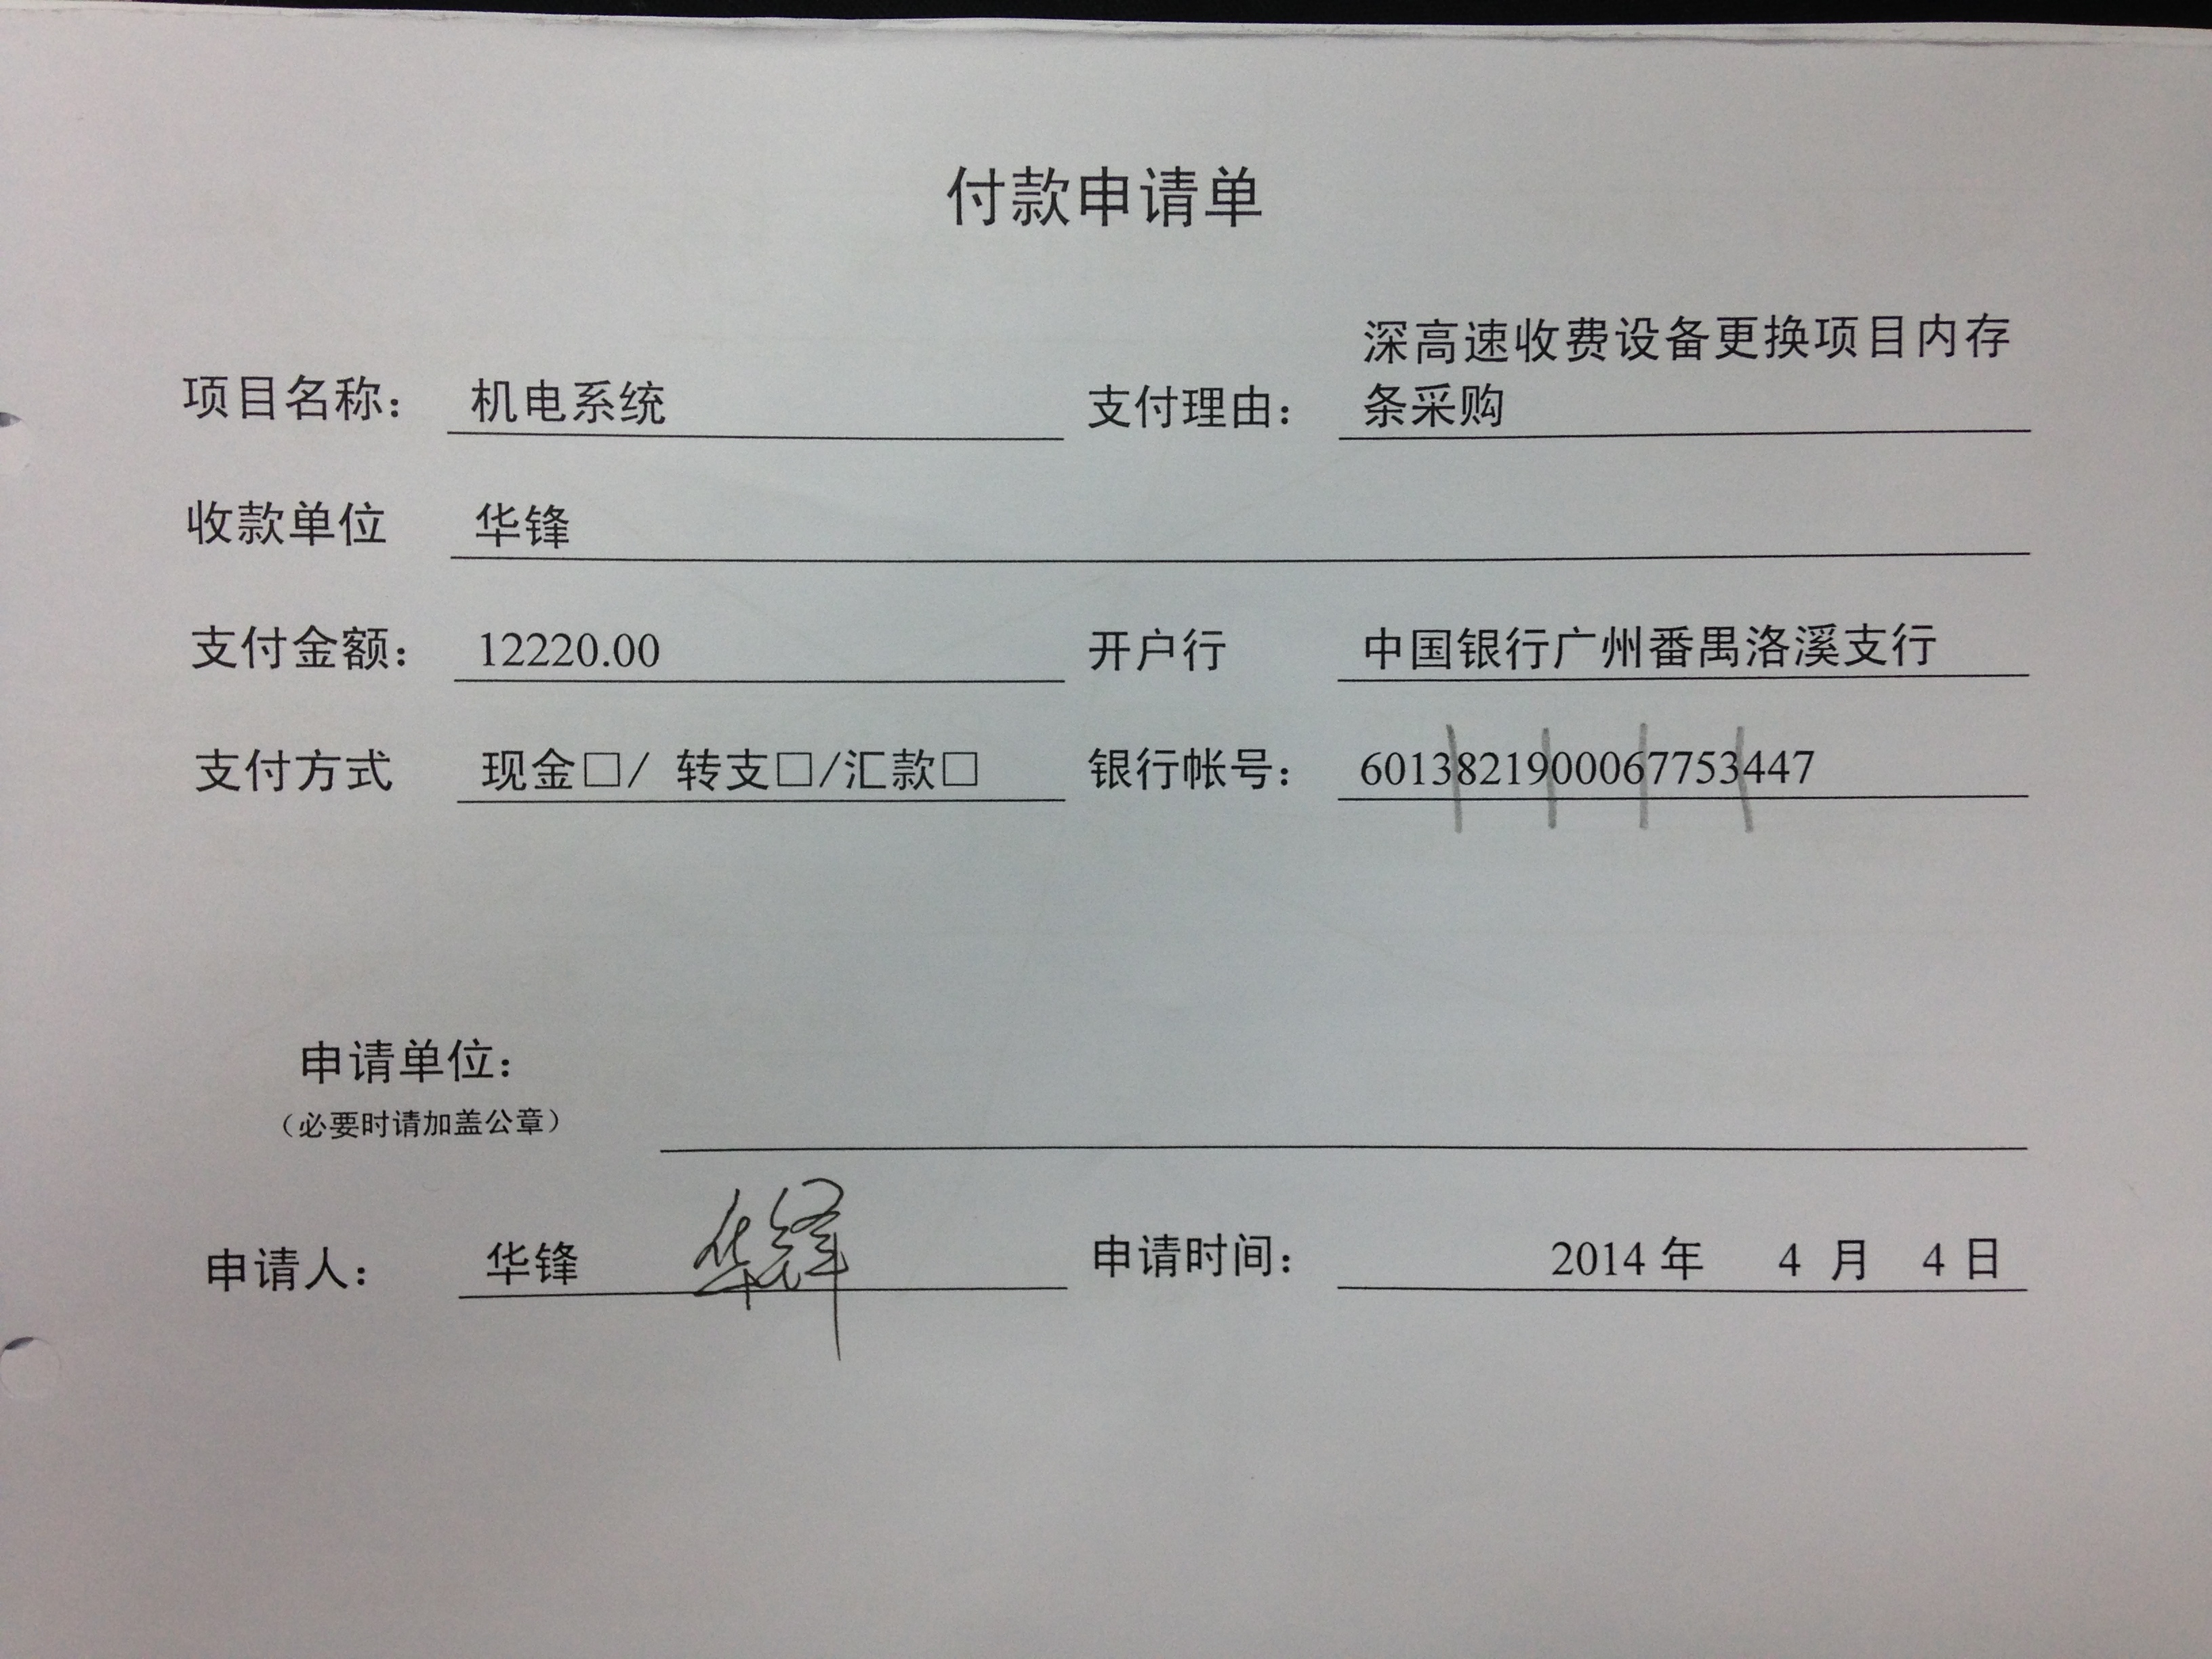 付款申请单
项目名称： 机电系统 支付理由： 深高速收费设备更换项目内存
条采购
收款单位 华锋
支付金额： 12220.00 开户行 中国银行广州番禺洛溪支行
支付方式 现金□/ 转支□/汇款□ 银行帐号： 6013821900067753447
申请单位：
（必要时请加盖公章）
申请人： 华锋 华锋 申请时间： 2014 年 4 月 4 日